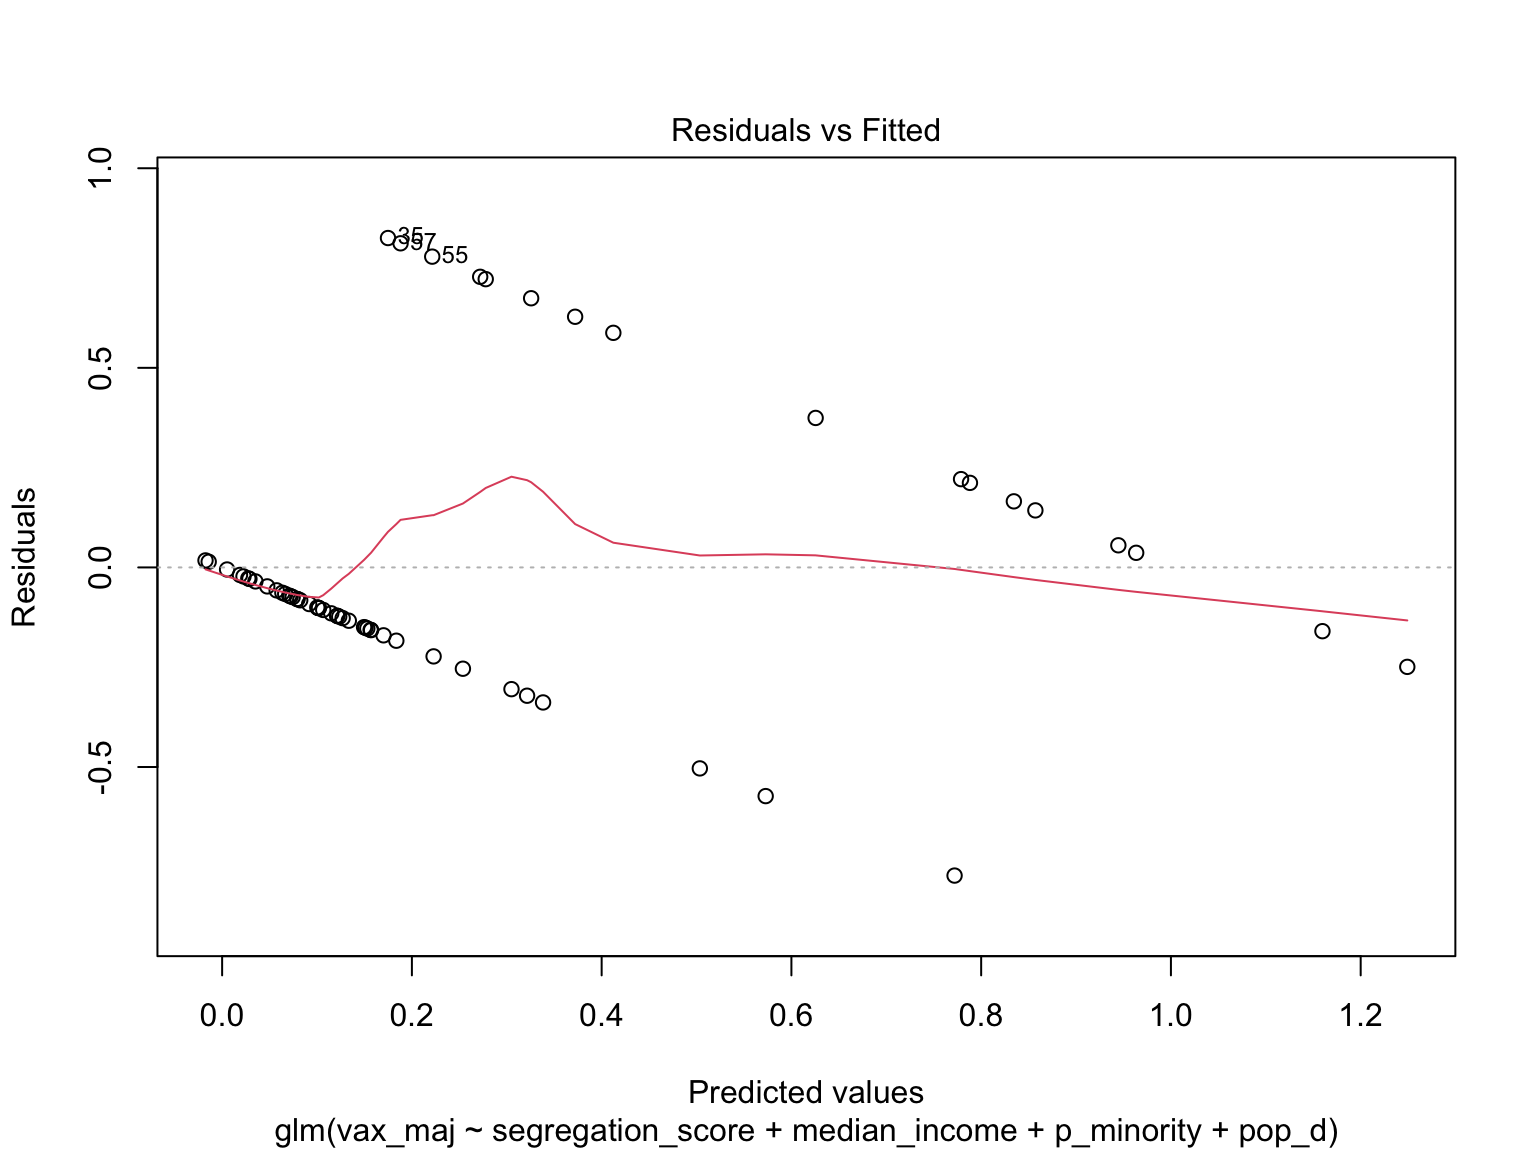 Residuals vs Fitted
1.0
0.5
0.0
-0.5
Residuals
55
0.0 0.2 0.4 0.6 0.8 1.0 1.2
Predicted values
glm(vax_maj ~ segregation_score + median_income + p_minority + pop_d)